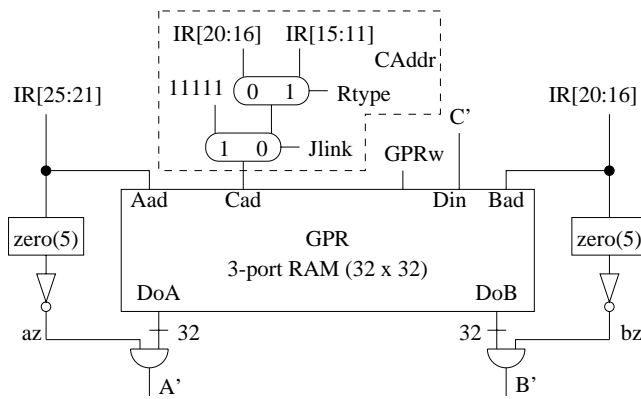 IR[20:16] IR[15:11]
CAddr
IR[25:21] 11111 0 1 Rtype IR[20:16]
C'
1 0 Jlink
GPRw
Aad Cad Din Bad
zero(5) GPR zero(5)
3-port RAM (32 x 32)
DoA DoB
az 32 32 bz
A' B'